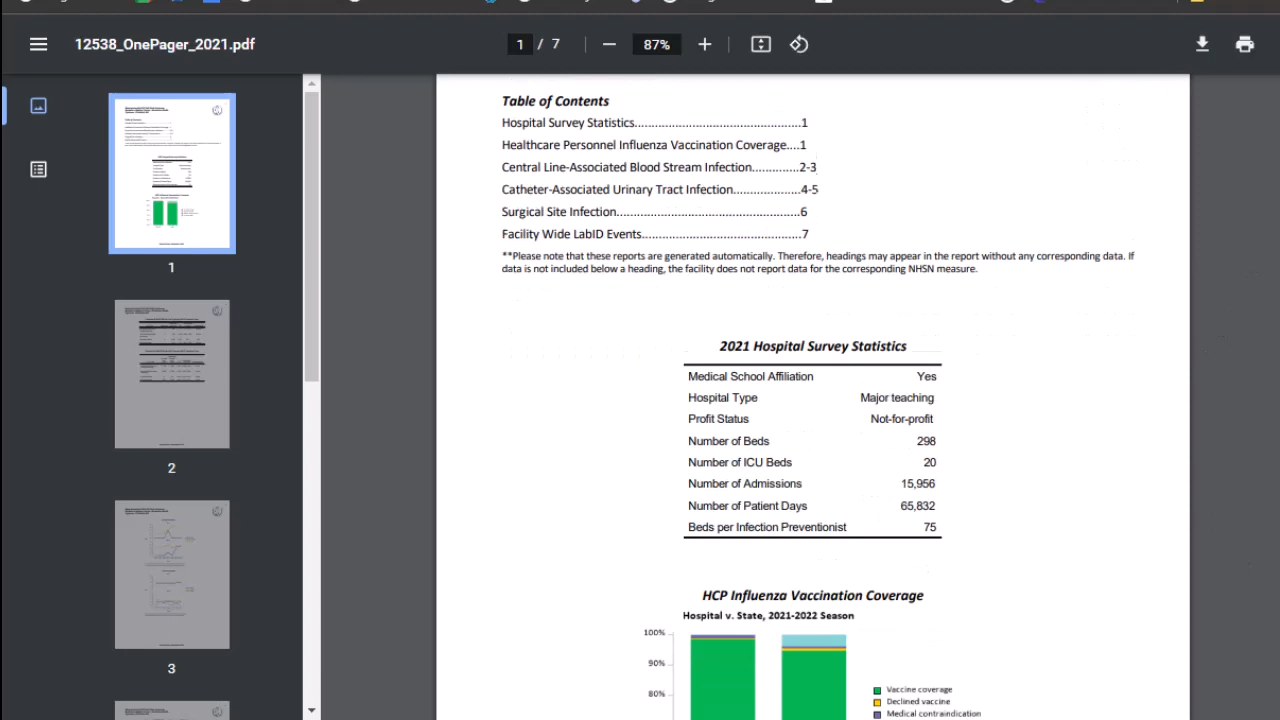 12538_OnePager_2021.pdf
1 / 7
87%
Table of Contents
Hospital Survey Statistics.............................................1
Healthcare Personnel Influenza Vaccination Coverage....1
Central Line-Associated Blood Stream Infection.............2-3
Catheter-Associated Urinary Tract Infection..................4-5
Surgical Site Infection..................................................6
Facility Wide LabID Events...........................................7
**Please note that these reports are generated automatically. Therefore, headings may appear in the report without any corresponding data. If
data is not included below a heading, the facility does not report data for the corresponding NHSN measure.
2021 Hospital Survey Statistics
Medical School Affiliation Yes
Hospital Type Major teaching
Profit Status Not-for-profit
Number of Beds 298
Number of ICU Beds 20
Number of Admissions 15,956
Number of Patient Days 65,832
Beds per Infection Preventionist 75
HCP Influenza Vaccination Coverage
Hospital v. State, 2021-2022 Season
100%
90%
80%
Vaccine coverage
Declined vaccine
Medical contraindication
1
2
3